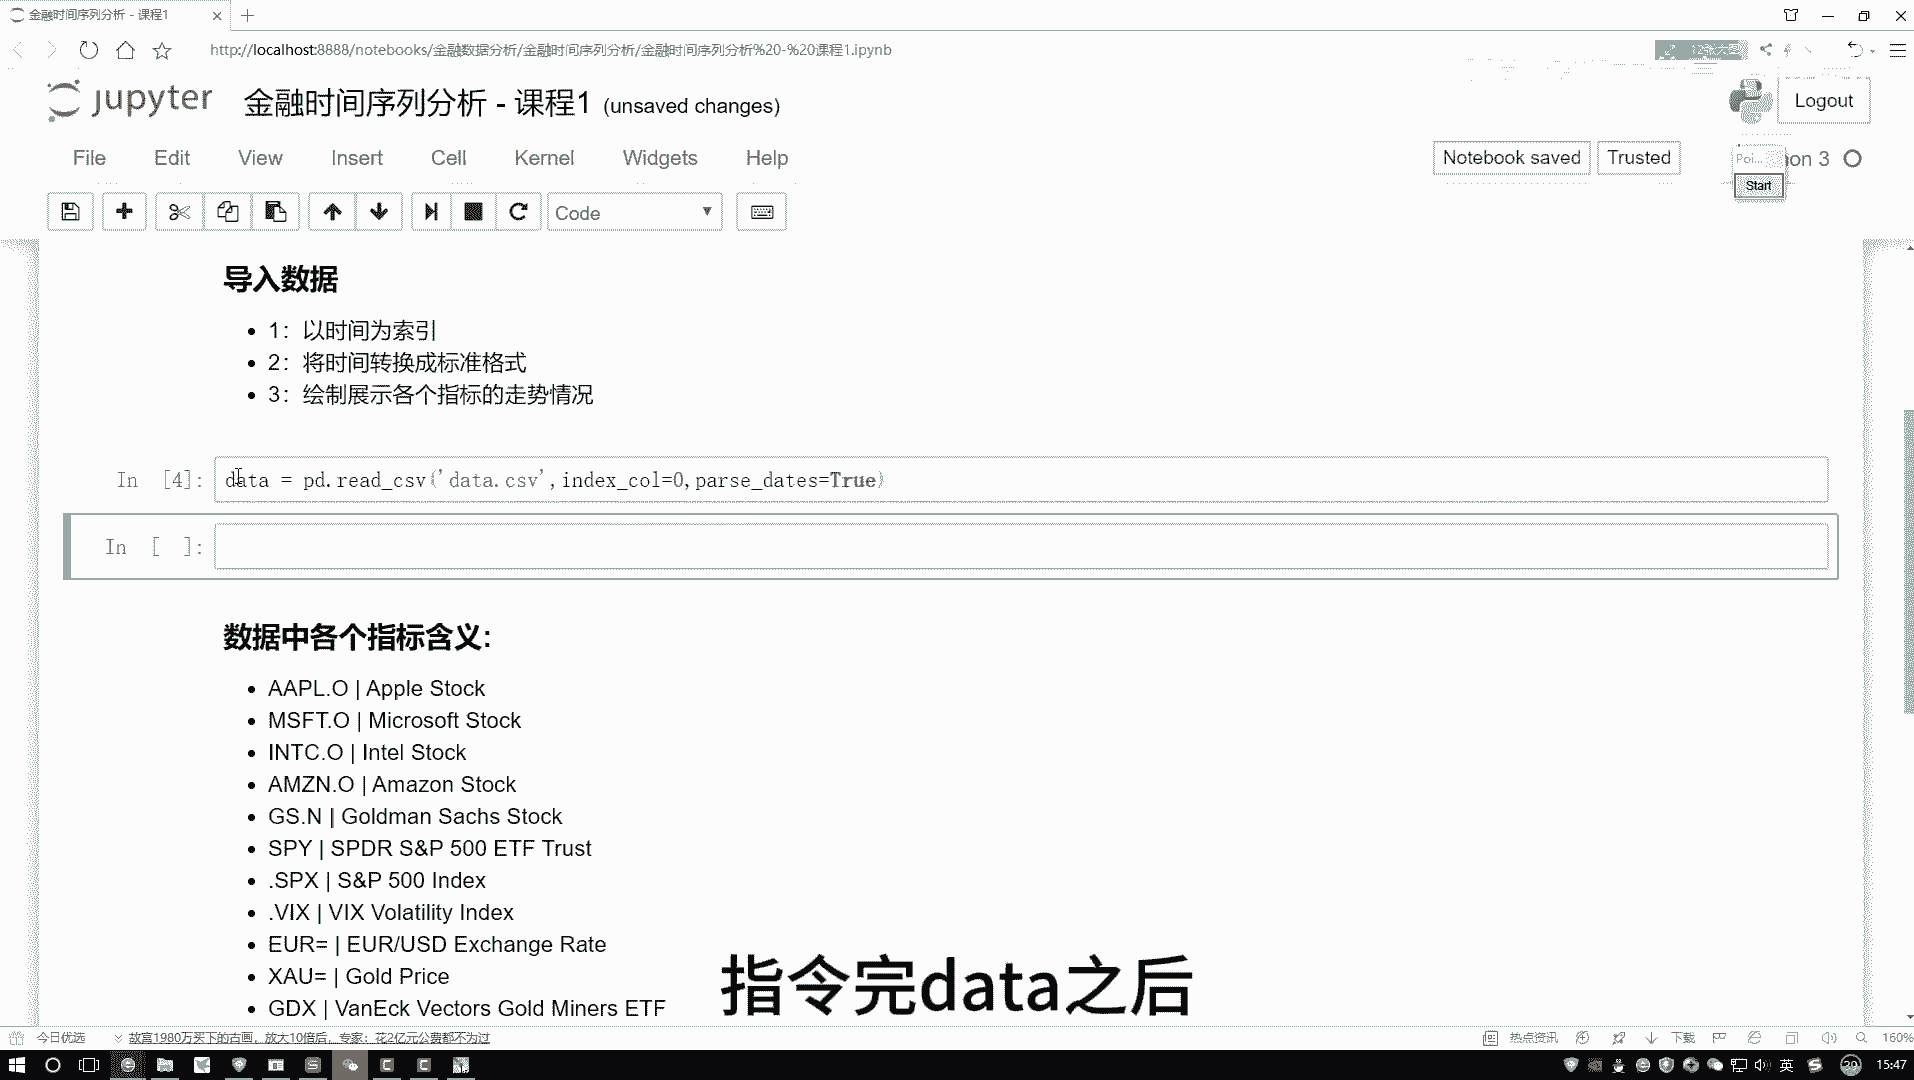 金融时间序列分析 - 课程1
http://localhost:8888/notebooks/金融数据分析/金融时间序列分析/金融时间序列分析%20-%20课程1.ipynb
12张大图
jupyter
金融时间序列分析 - 课程1 (unsaved changes)
Logout
File Edit View Insert Cell Kernel Widgets Help
Notebook saved
Trusted
Poi...
on 3
Start
Code
导入数据
1：以时间为索引
2：将时间转换成标准格式
3：绘制展示各个指标的走势情况
In [4]: data = pd.read_csv('data.csv',index_col=0,parse_dates=True)
In [ ]:
数据中各个指标含义:
AAPL.O | Apple Stock
MSFT.O | Microsoft Stock
INTC.O | Intel Stock
AMZN.O | Amazon Stock
GS.N | Goldman Sachs Stock
SPY | SPDR S&P 500 ETF Trust
.SPX | S&P 500 Index
.VIX | VIX Volatility Index
EUR= | EUR/USD Exchange Rate
XAU= | Gold Price
GDX | VanEck Vectors Gold Miners ETF
指令完data之后
今日优选
故宫1980万买下的古画，放大10倍后，专家：花2亿元公费都不为过
热点资讯
下载
160%
英
29
15:47